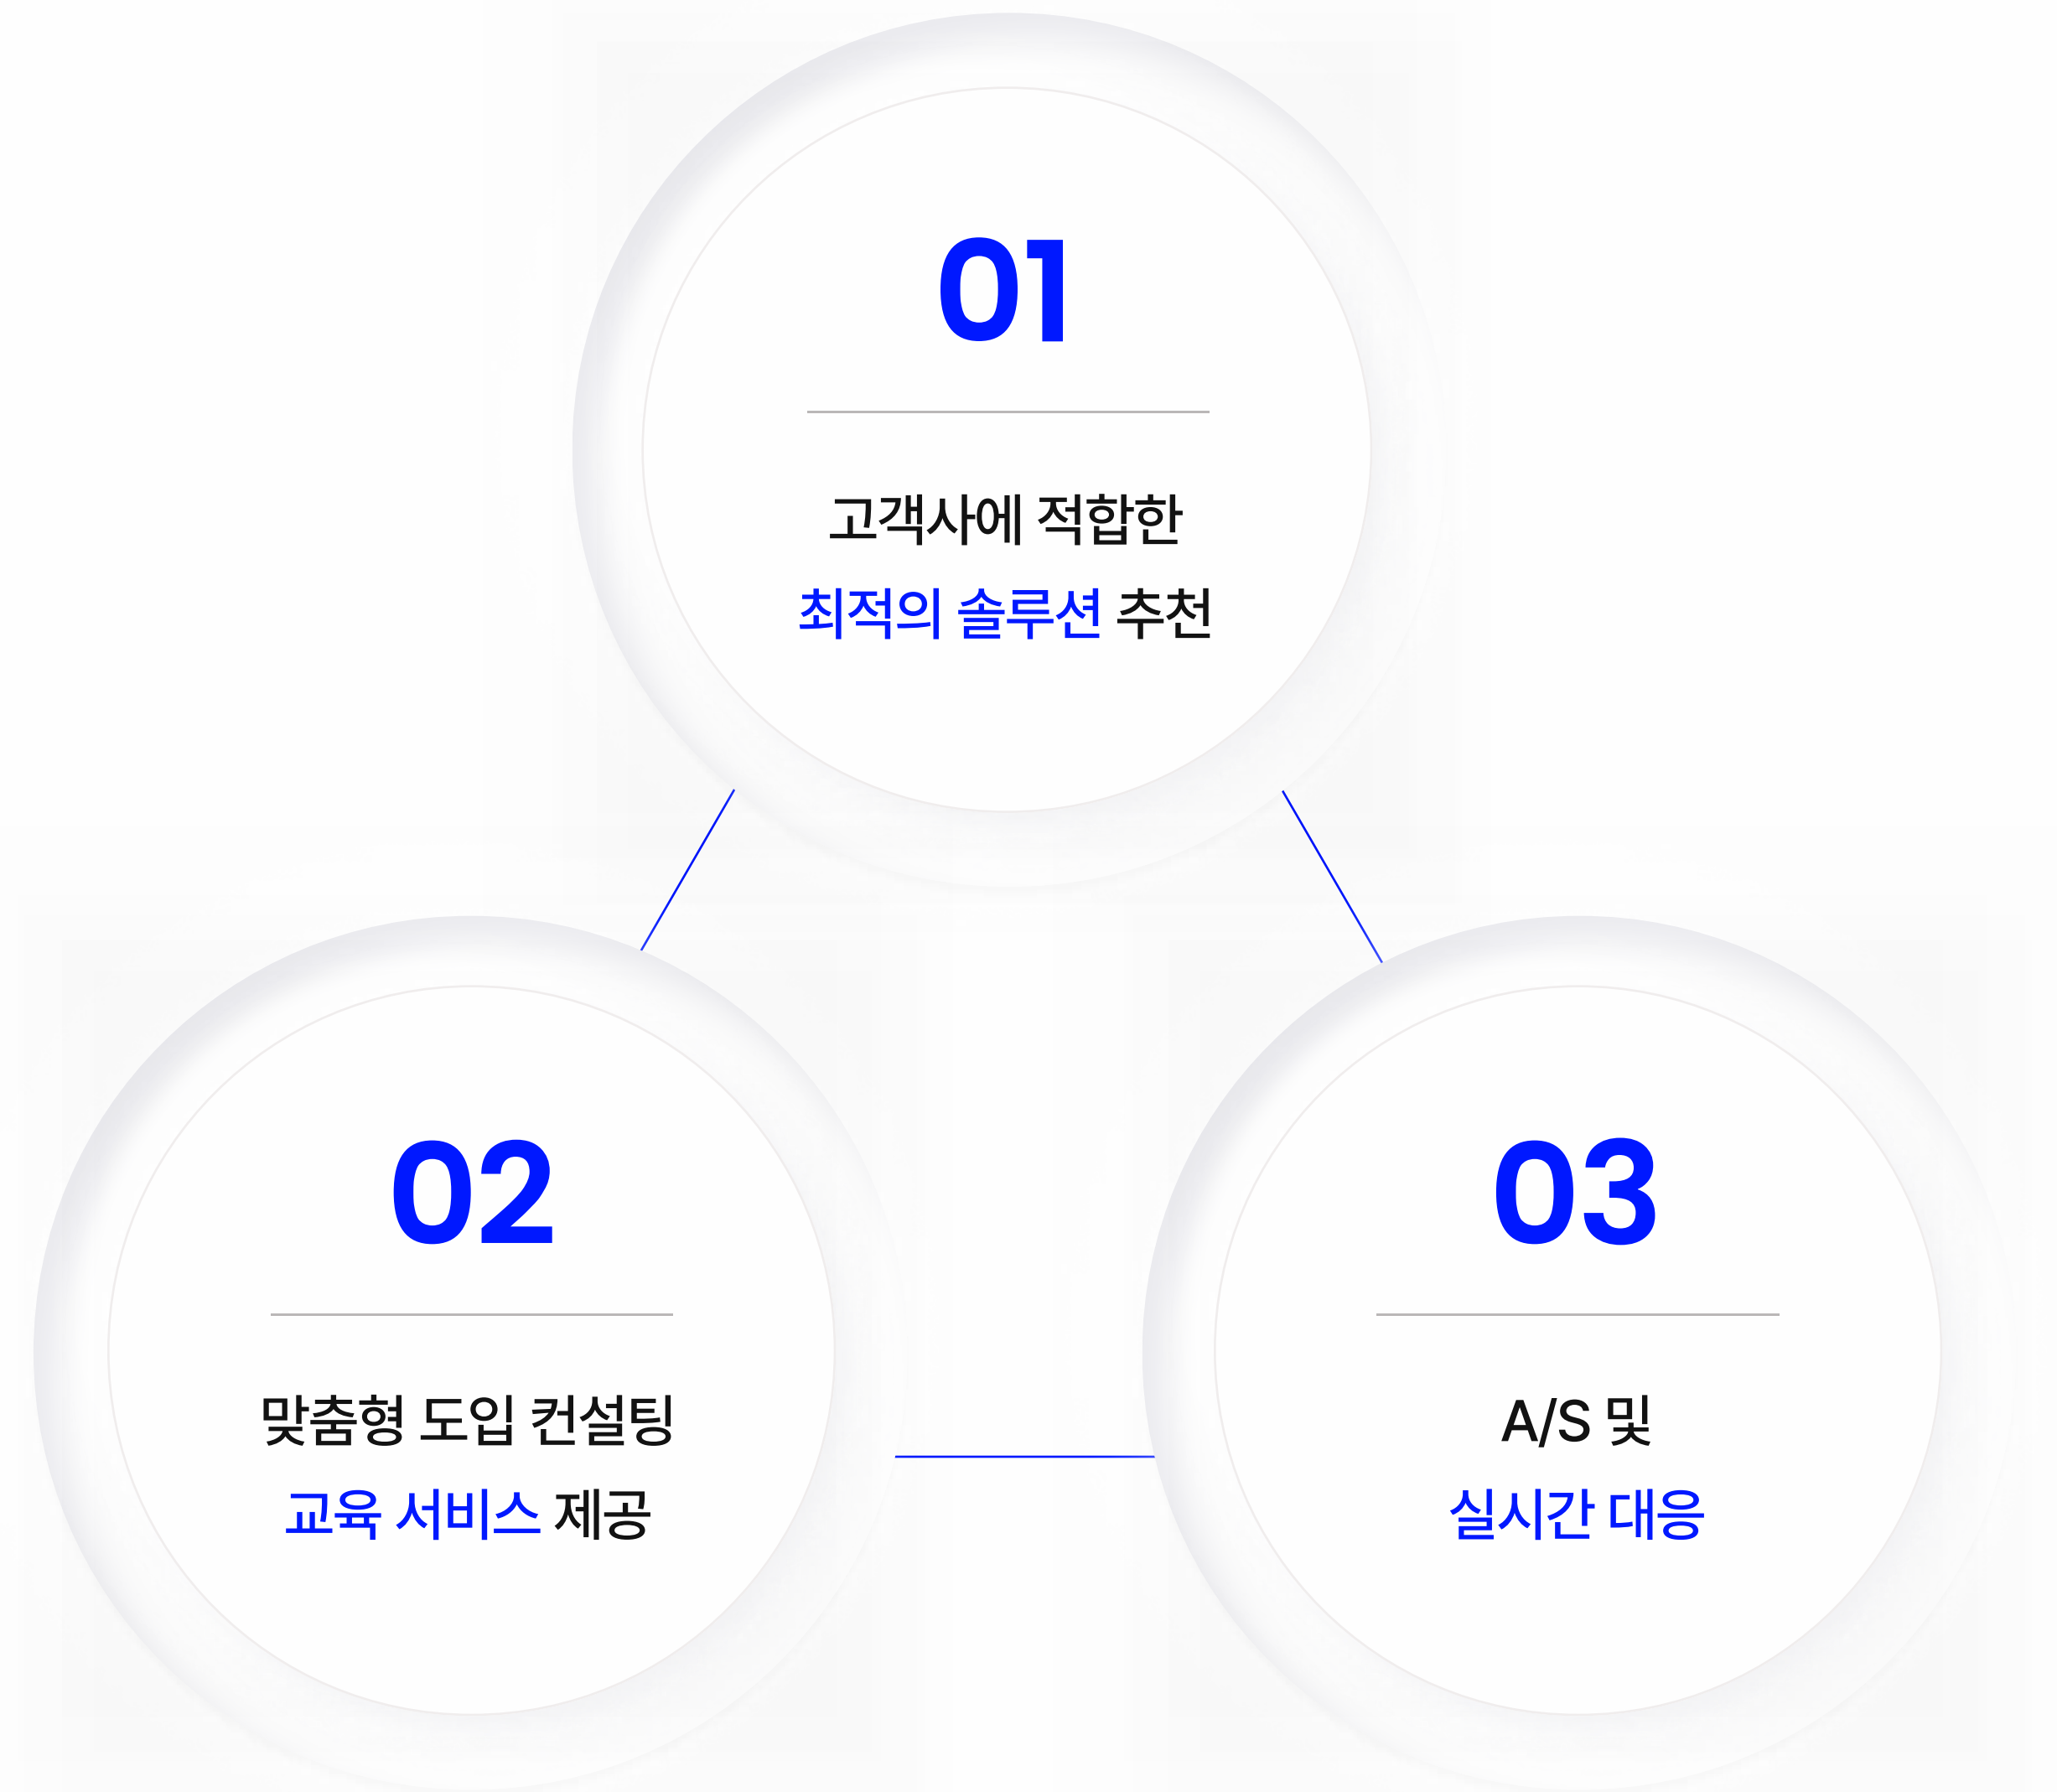 01
고객사에 적합한
최적의 솔루션 추천
02
맞춤형 도입 컨설팅
교육 서비스 제공
03
A/S 및
실시간 대응